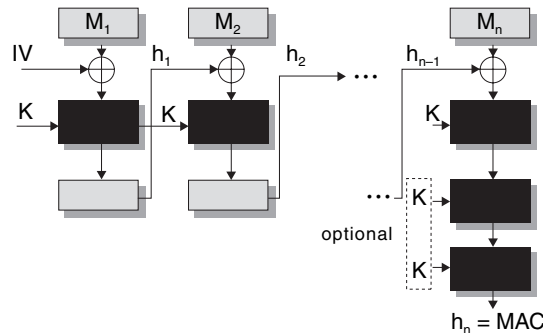 M1 M2 Mn
IV h1 h2 ... hn–1
K K K
... K
optional
K
hn = MAC